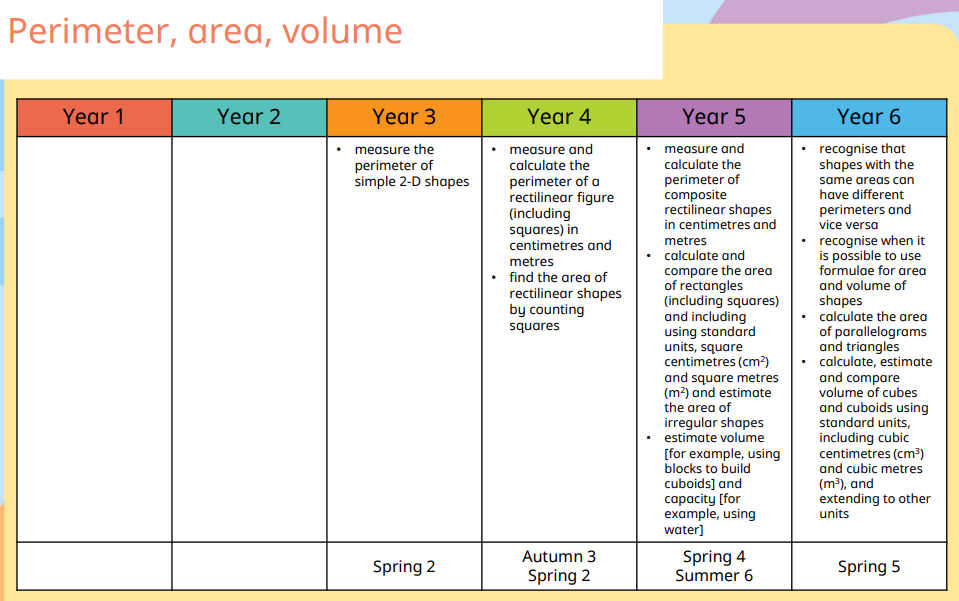 Perimeter, area, volume
Year 1
Year 2
Year 3
Year 4
Year 5
Year 6
• measure the
perimeter of
simple 2-D shapes
• measure and
calculate the
perimeter of a
rectilinear figure
(including
squares) in
centimetres and
metres
• find the area of
rectilinear shapes
by counting
squares
• measure and
calculate the
perimeter of
composite
rectilinear shapes
in centimetres and
metres
• calculate and
compare the area
of rectangles
(including squares)
and including
using standard
units, square
centimetres (cm²)
and square metres
(m²) and estimate
the area of
irregular shapes
• estimate volume
[for example, using
blocks to build
cuboids] and
capacity [for
example, using
water]
• recognise that
shapes with the
same areas can
have different
perimeters and
vice versa
• recognise when it
is possible to use
formulae for area
and volume of
shapes
• calculate the area
of parallelograms
and triangles
• calculate, estimate
and compare
volume of cubes
and cuboids using
standard units,
including cubic
centimetres (cm³)
and cubic metres
(m³), and
extending to other
units
Spring 2
Autumn 3
Spring 2
Spring 4
Summer 6
Spring 5